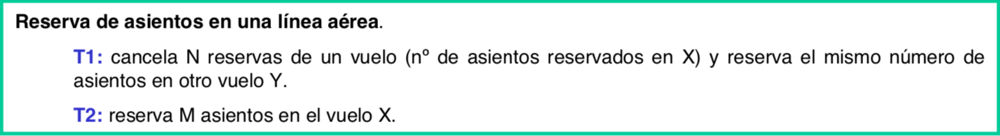 Reserva de asientos en una línea aérea.
T1: cancela N reservas de un vuelo (nº de asientos reservados en X) y reserva el mismo número de
asientos en otro vuelo Y.
T2: reserva M asientos en el vuelo X.